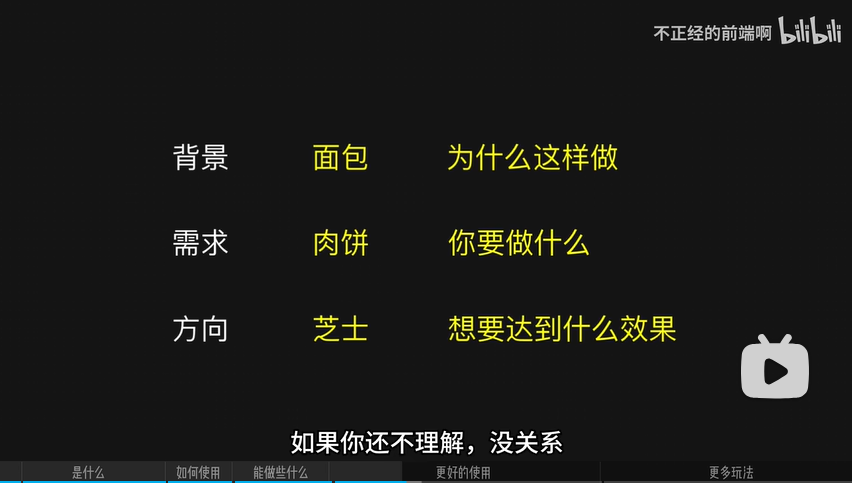 不正经的前端啊 bilibili
背景 面包 为什么这样做
需求 肉饼 你要做什么
方向 芝士 想要达到什么效果
如果你还不理解，没关系
是什么 如何使用 能做些什么 更好的使用 更多玩法